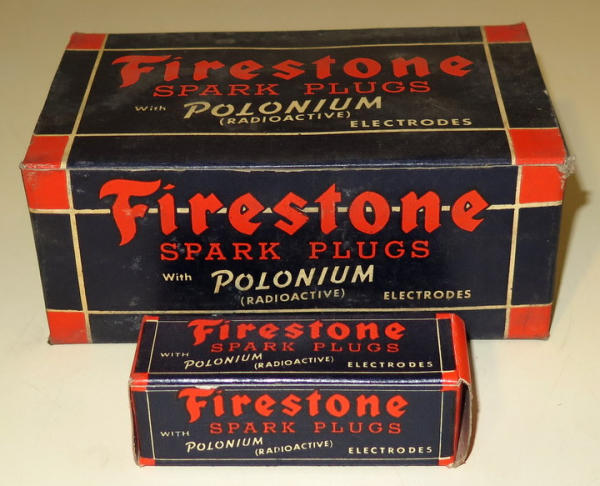 Firestone
SPARK PLUGS
With POLONIUM
(RADIOACTIVE)
ELECTRODES
Firestone
SPARK PLUGS
With POLONIUM
(RADIOACTIVE)
ELECTRODES
Firestone
SPARK PLUGS
WITH POLONIUM (RADIOACTIVE) ELECTRODES
Firestone
SPARK PLUGS
WITH POLONIUM (RADIOACTIVE) ELECTRODES